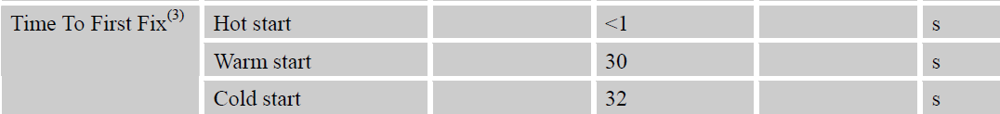 Time To First Fix(3) Hot start <1 s
Warm start 30 s
Cold start 32 s